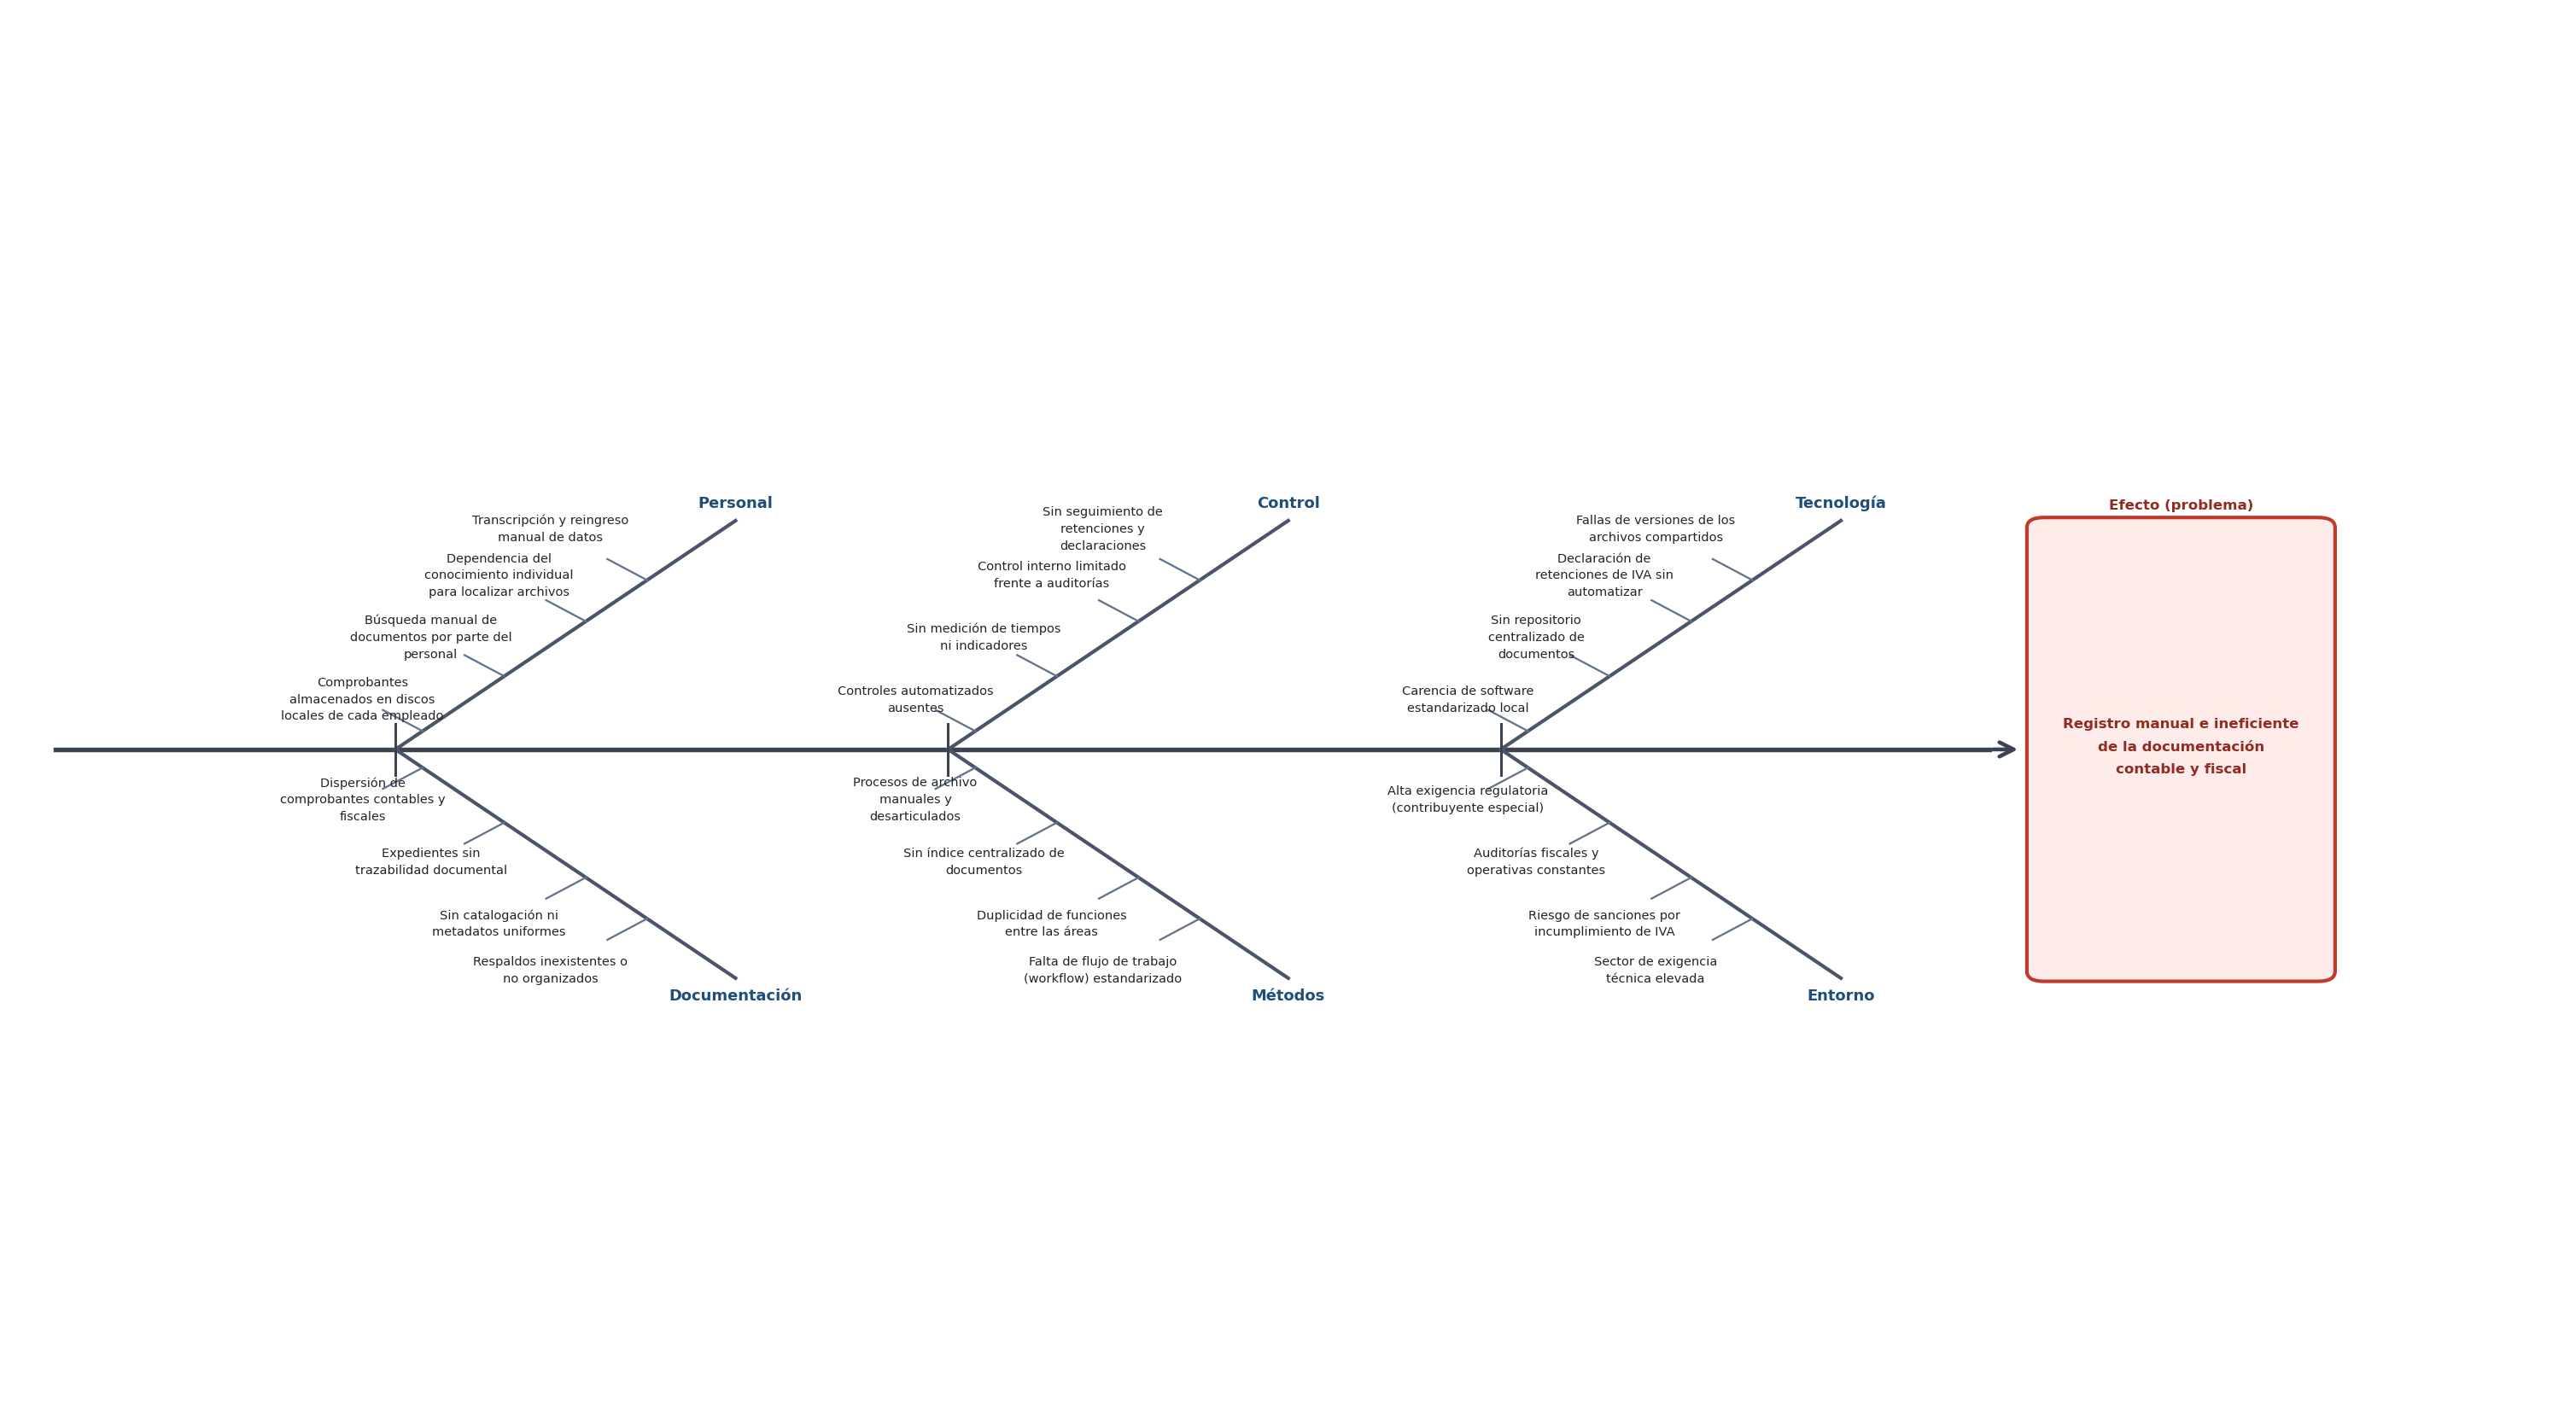 Personal
Transcripción y reingreso
manual de datos
Dependencia del
conocimiento individual
para localizar archivos
Búsqueda manual de
documentos por parte del
personal
Comprobantes
almacenados en discos
locales de cada empleado
Control
Sin seguimiento de
retenciones y
declaraciones
Control interno limitado
frente a auditorías
Sin medición de tiempos
ni indicadores
Controles automatizados
ausentes
Tecnología
Fallas de versiones de los
archivos compartidos
Declaración de
retenciones de IVA sin
automatizar
Sin repositorio
centralizado de
documentos
Carencia de software
estandarizado local
Efecto (problema)
Registro manual e ineficiente
de la documentación
contable y fiscal
Dispersión de
comprobantes contables y
fiscales
Expedientes sin
trazabilidad documental
Sin catalogación ni
metadatos uniformes
Respaldos inexistentes o
no organizados
Documentación
Procesos de archivo
manuales y
desarticulados
Sin índice centralizado de
documentos
Duplicidad de funciones
entre las áreas
Falta de flujo de trabajo
(workflow) estandarizado
Métodos
Alta exigencia regulatoria
(contribuyente especial)
Auditorías fiscales y
operativas constantes
Riesgo de sanciones por
incumplimiento de IVA
Sector de exigencia
técnica elevada
Entorno